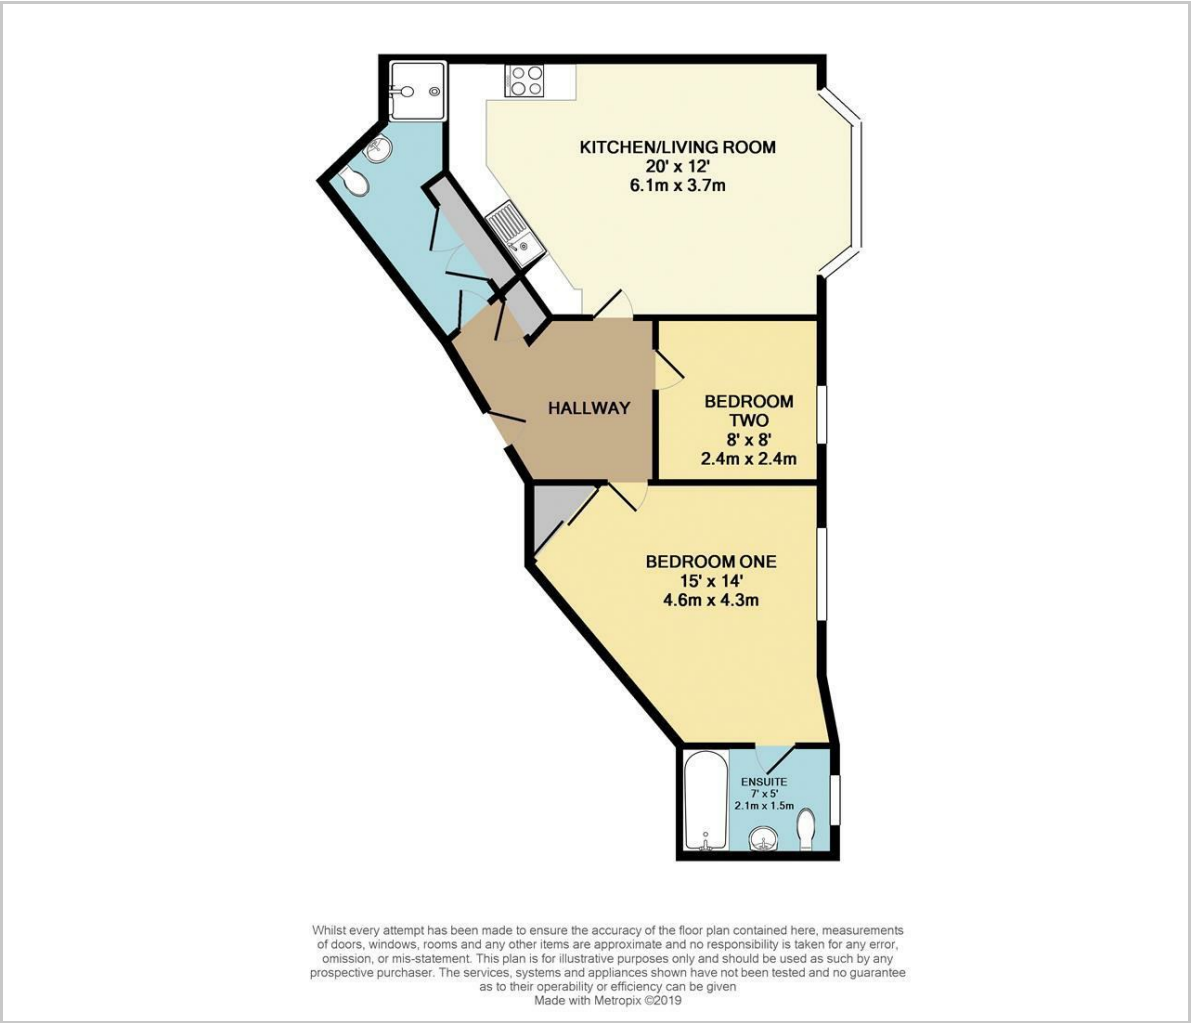 KITCHEN/LIVING ROOM
20' x 12'
6.1m x 3.7m
HALLWAY
BEDROOM
TWO
8' x 8'
2.4m x 2.4m
BEDROOM ONE
15' x 14'
4.6m x 4.3m
ENSUITE
7' x 5'
2.1m x 1.5m
Whilst every attempt has been made to ensure the accuracy of the floor plan contained here, measurements
of doors, windows, rooms and any other items are approximate and no responsibility is taken for any error,
omission, or mis-statement. This plan is for illustrative purposes only and should be used as such by any
prospective purchaser. The services, systems and appliances shown have not been tested and no guarantee
as to their operability or efficiency can be given
Made with Metropix ©2019